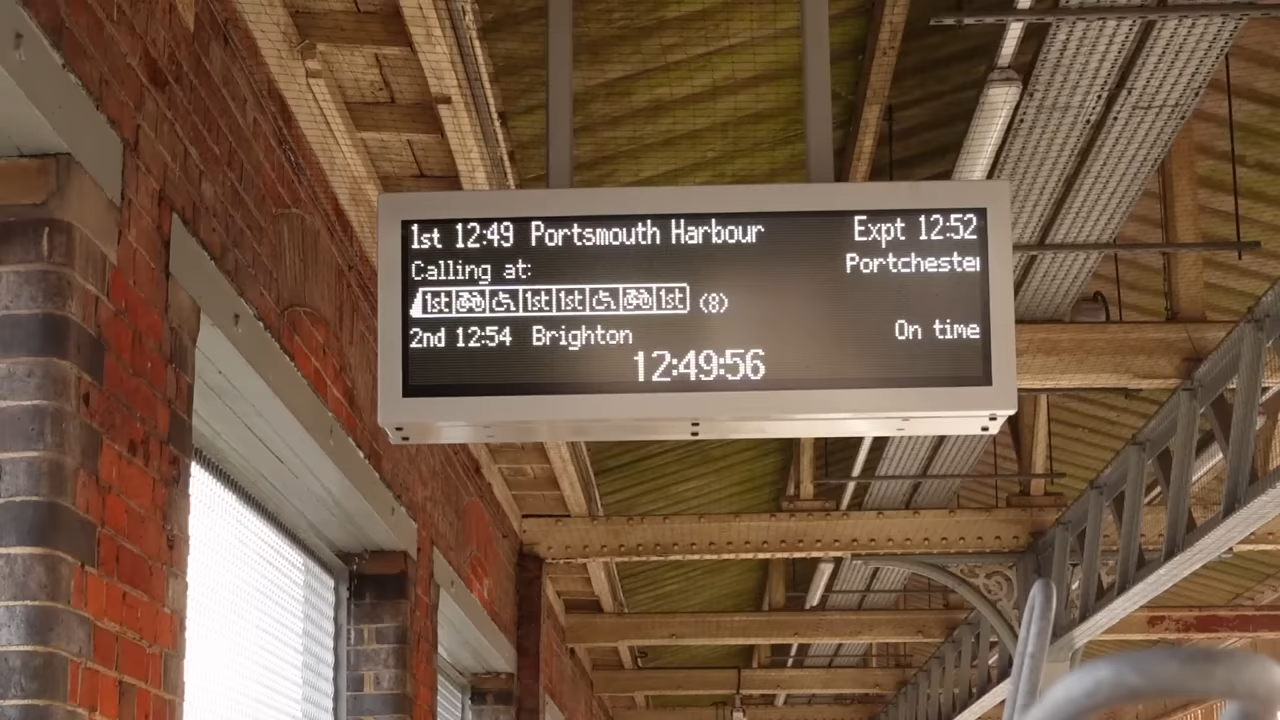 1st 12:49 Portsmouth Harbour Expt 12:52
Calling at: Portchester
1st 1st 1st 1st (8)
2nd 12:54 Brighton On time
12:49:56